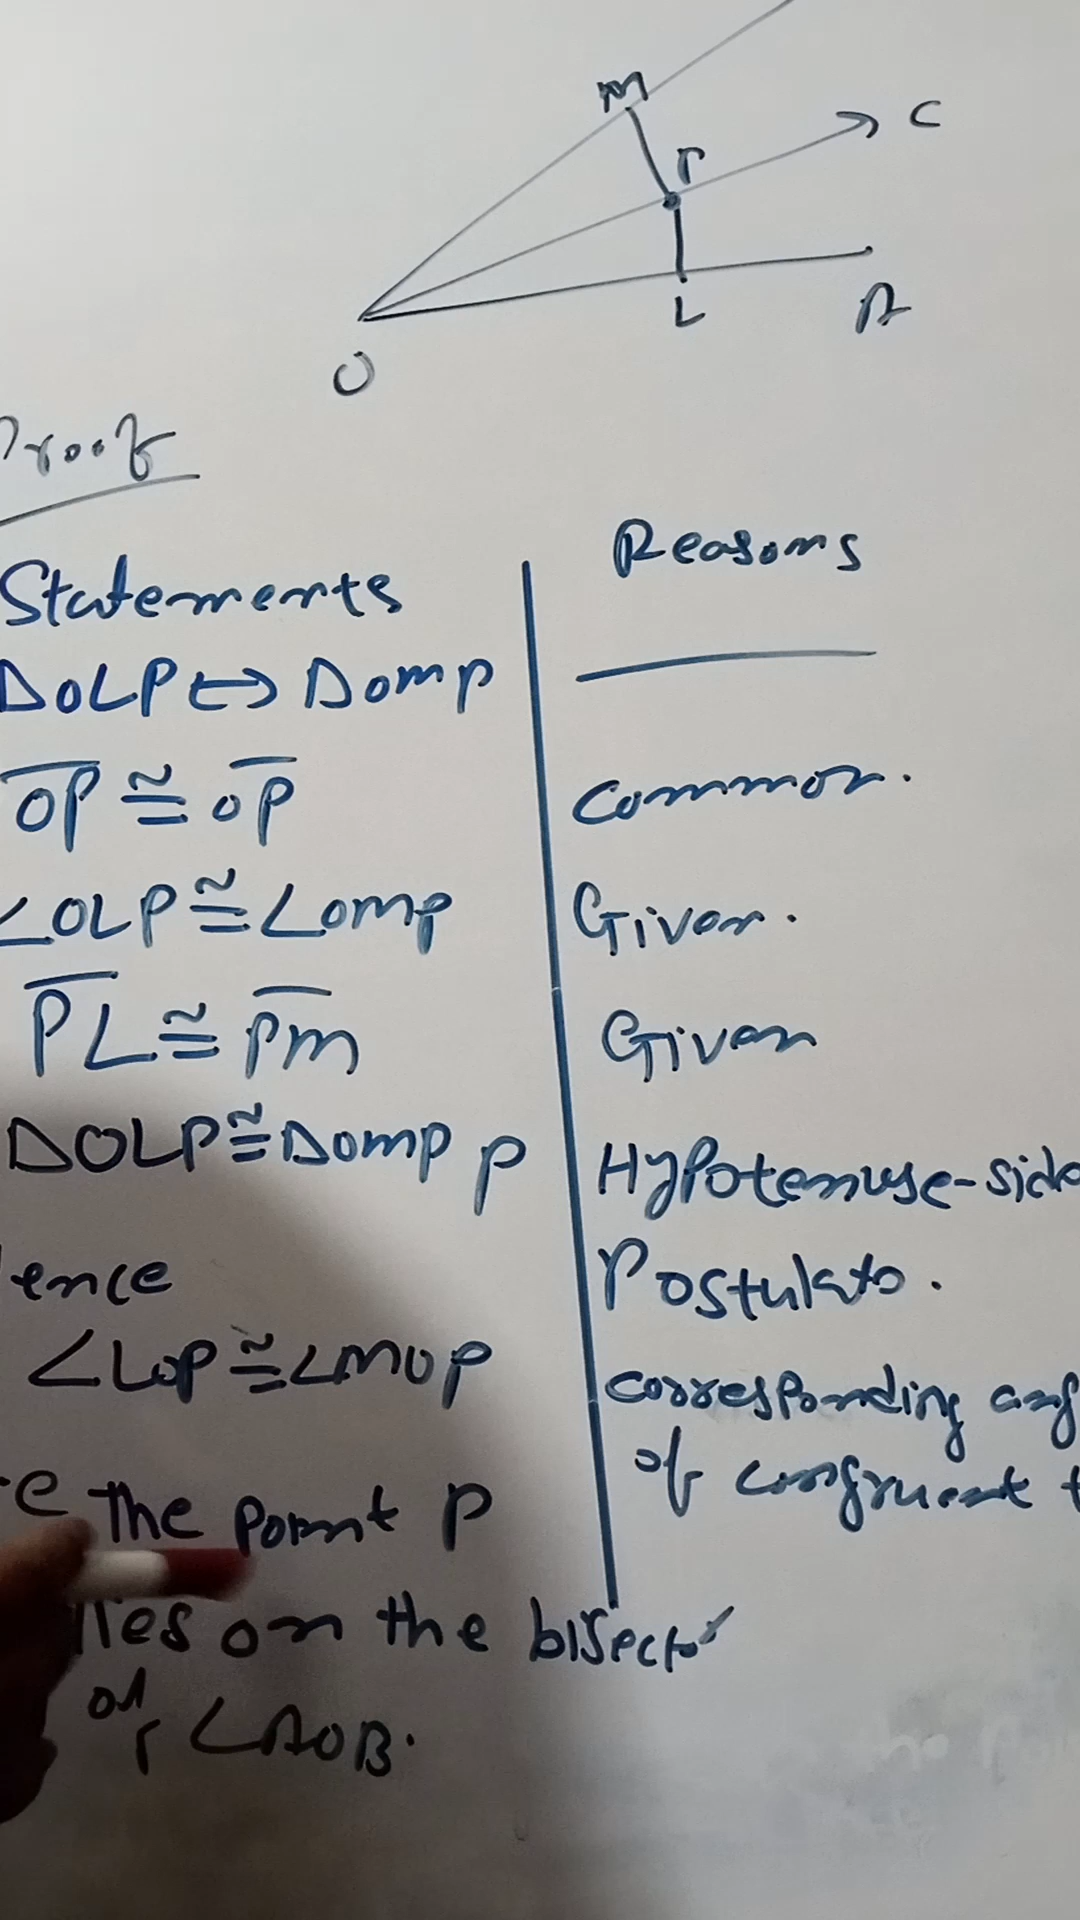 M
P
C
L
A
O
Proof
Statements
Reasons
ΔOLP ↔ Δomp
OP ≅ OP
Common.
∠OLP ≅ ∠omp
Given.
PL ≅ pm
Given
ΔOLP ≅ Δomp p
Hypotenuse-side
Postulate.
ence
∠LOP ≅ ∠MOP
corresponding ang
of congruent t
e the point P
lies on the bisector
of ∠AOB.